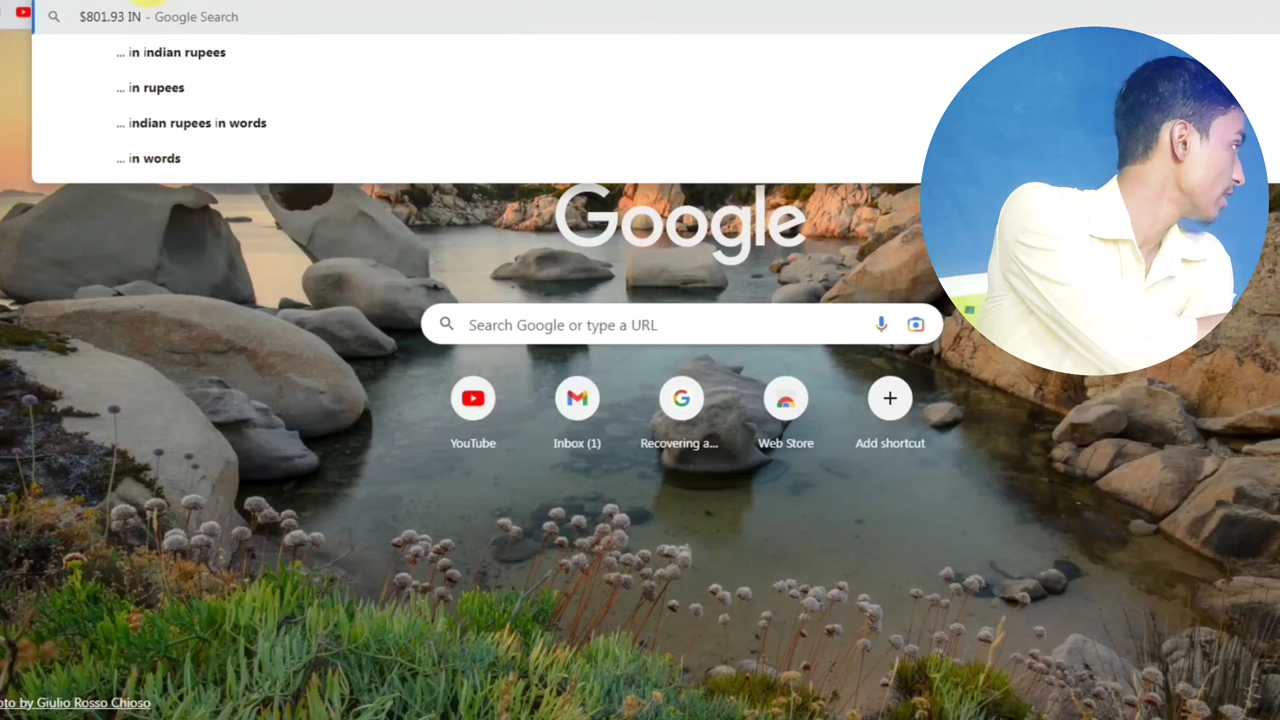 $801.93 IN - Google Search
... in indian rupees
... in rupees
... indian rupees in words
... in words
Google
Search Google or type a URL
YouTube
Inbox (1)
Recovering a...
Web Store
Add shortcut
oto by Giulio Rosso Chioso